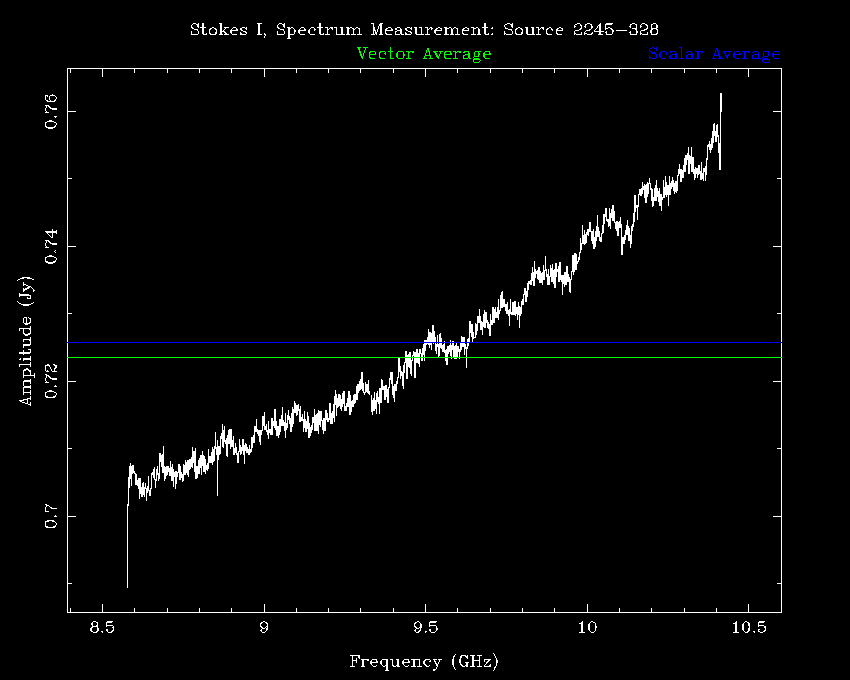 Stokes I, Spectrum Measurement: Source 2245−328
Vector Average Scalar Average
0.76
0.74
0.72
0.7
Amplitude (Jy)
8.5 9 9.5 10 10.5
Frequency (GHz)